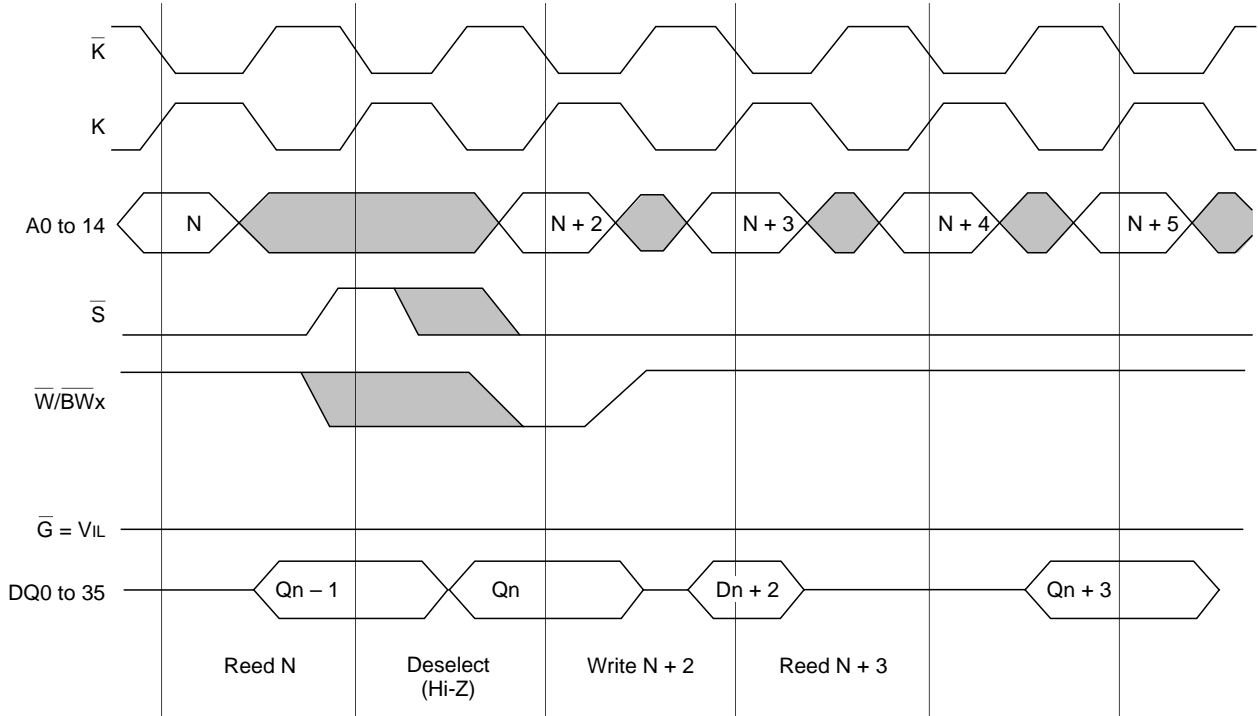 K̅
K
A0 to 14
N
N + 2
N + 3
N + 4
N + 5
S̅
W̅/B̅W̅x
G̅ = VIL
DQ0 to 35
Qn – 1
Qn
Dn + 2
Qn + 3
Reed N
Deselect
(Hi-Z)
Write N + 2
Reed N + 3